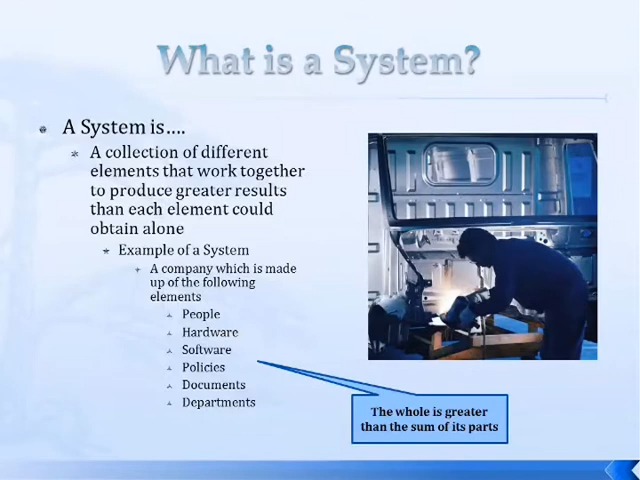 What is a System?
A System is....
A collection of different
elements that work together
to produce greater results
than each element could
obtain alone
Example of a System
A company which is made
up of the following
elements
People
Hardware
Software
Policies
Documents
Departments
The whole is greater
than the sum of its parts